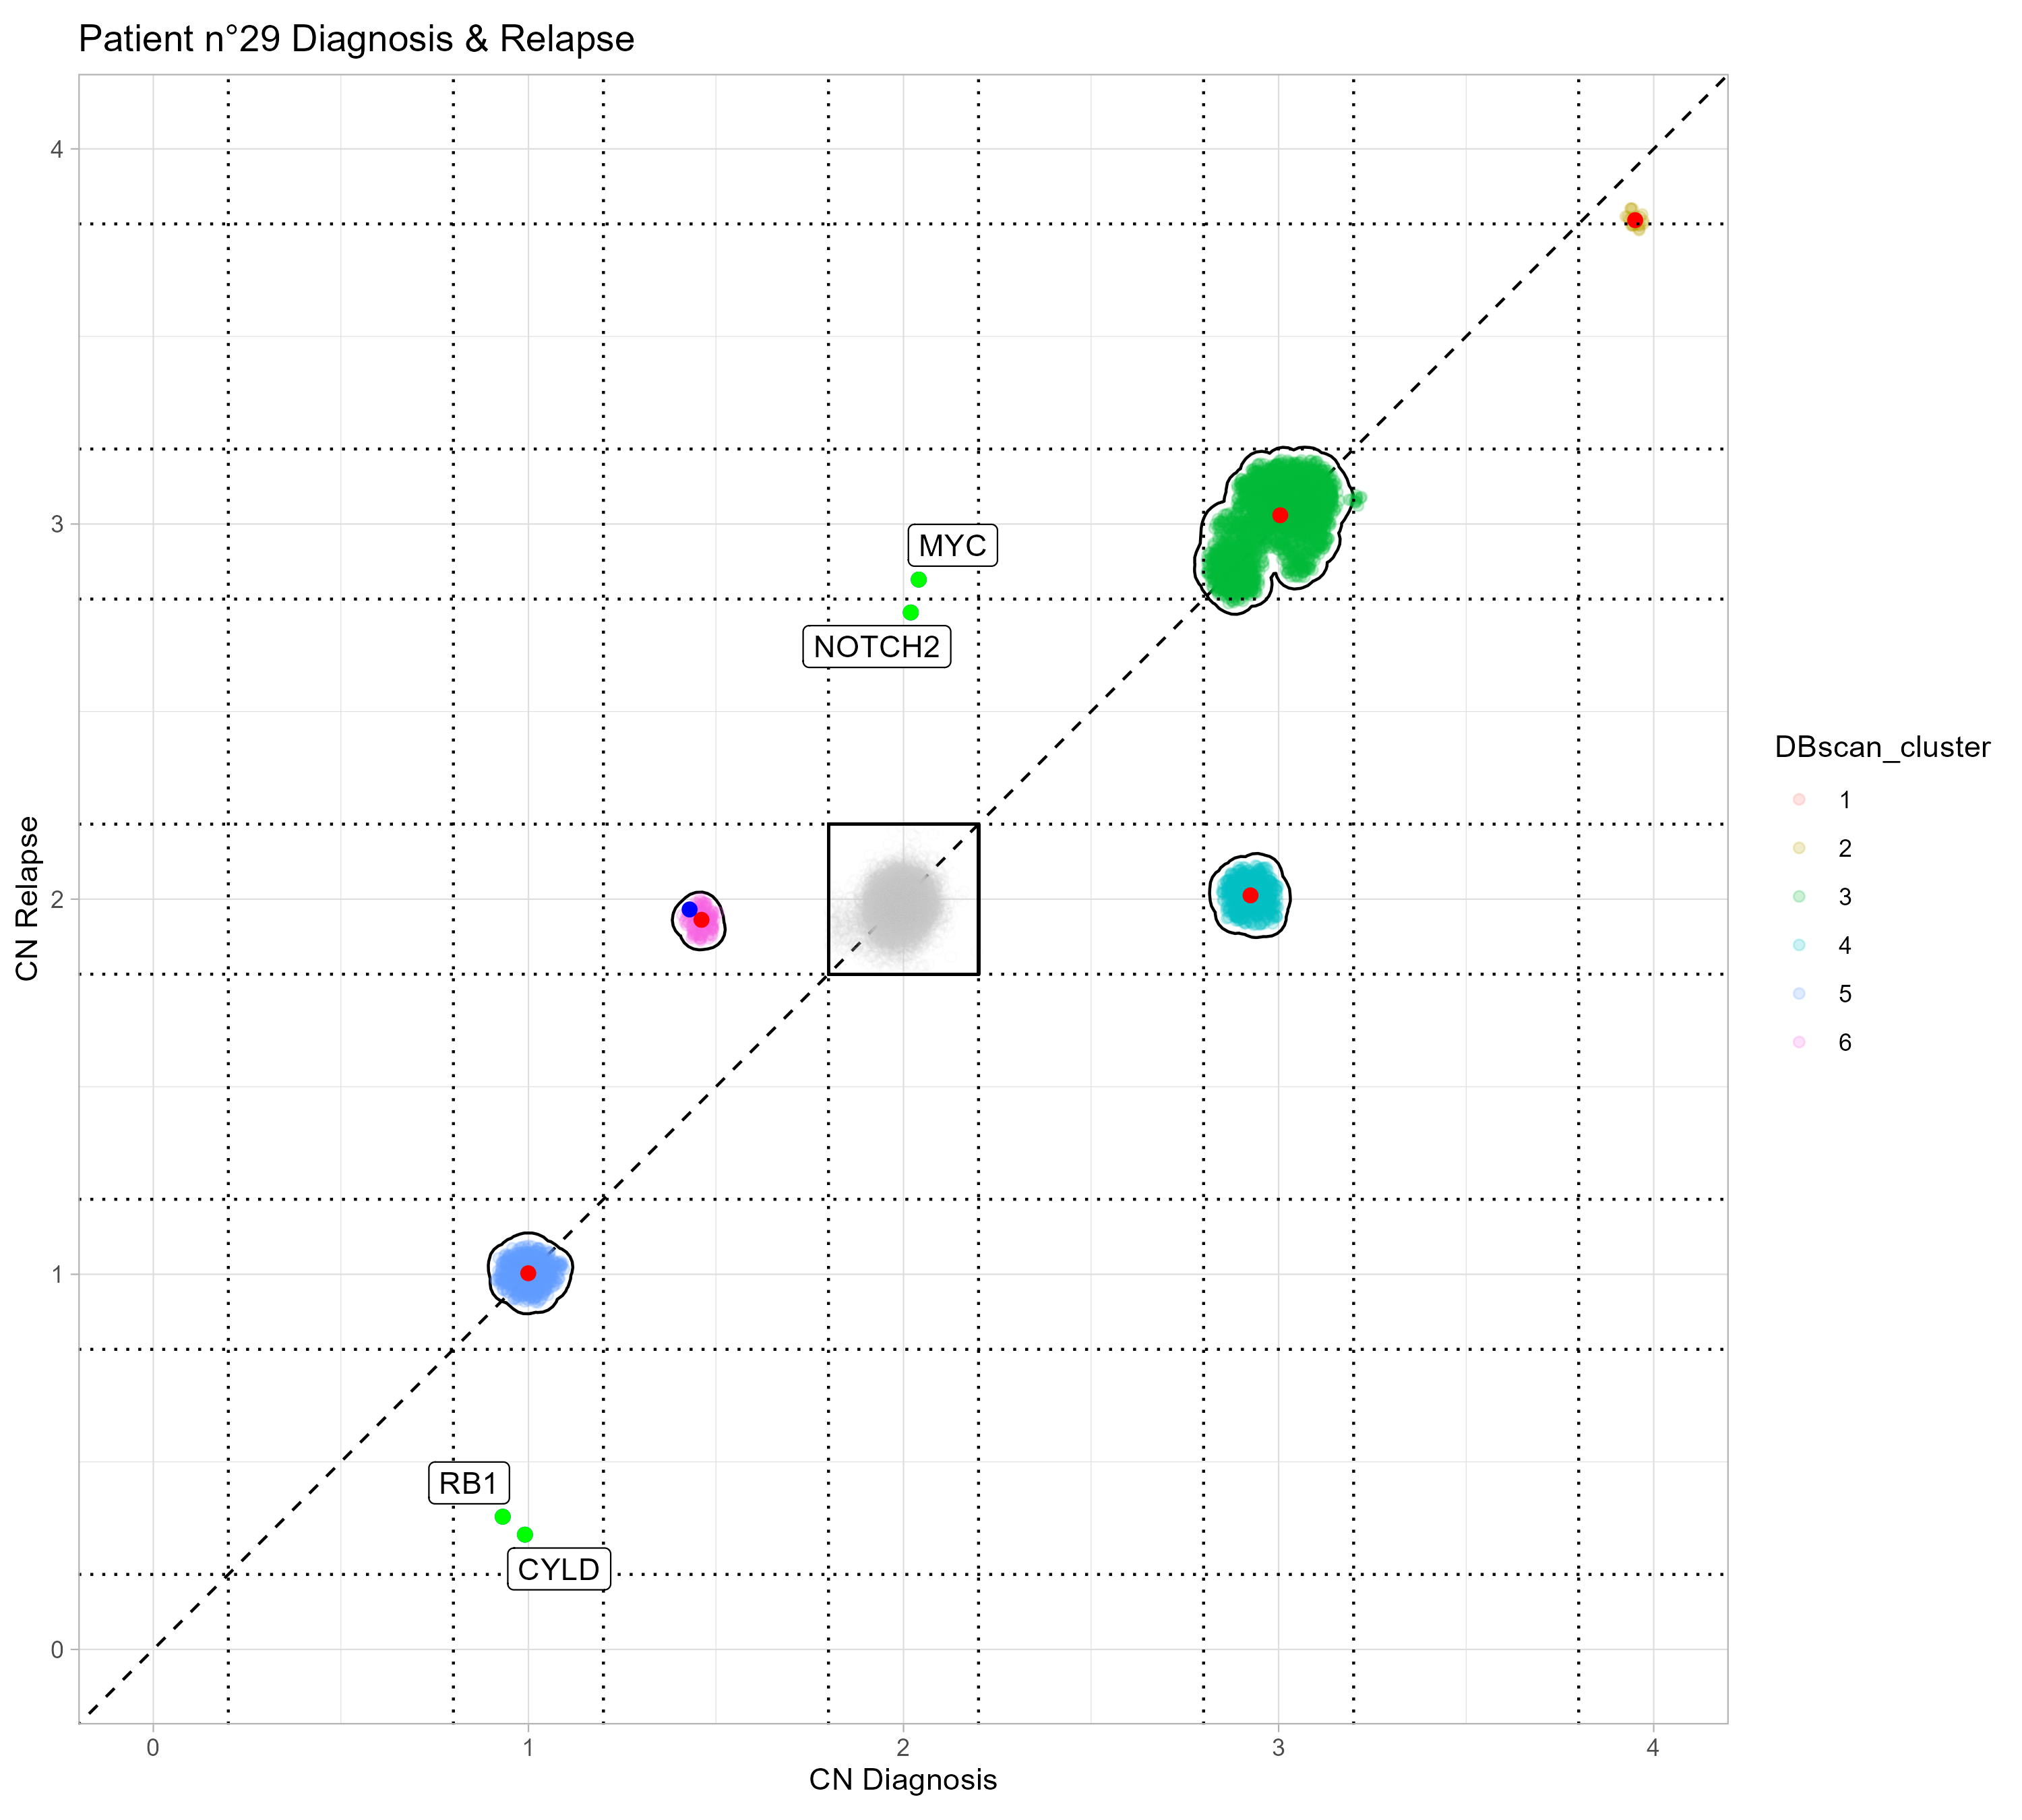 Patient n°29 Diagnosis & Relapse
4
3
2
1
0
CN Relapse
MYC
NOTCH2
RB1
CYLD
0 1 2 3 4
CN Diagnosis
DBscan_cluster
1
2
3
4
5
6